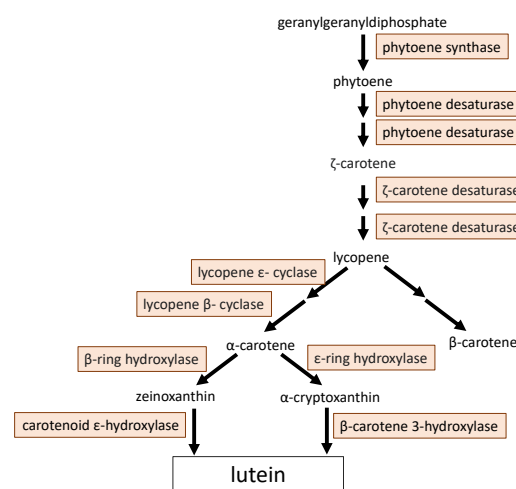 geranylgeranyldiphosphate
phytoene synthase
phytoene
phytoene desaturase
phytoene desaturase
ζ-carotene
ζ-carotene desaturase
ζ-carotene desaturase
lycopene
lycopene ε- cyclase
lycopene β- cyclase
α-carotene
β-carotene
β-ring hydroxylase
ε-ring hydroxylase
zeinoxanthin
α-cryptoxanthin
carotenoid ε-hydroxylase
β-carotene 3-hydroxylase
lutein